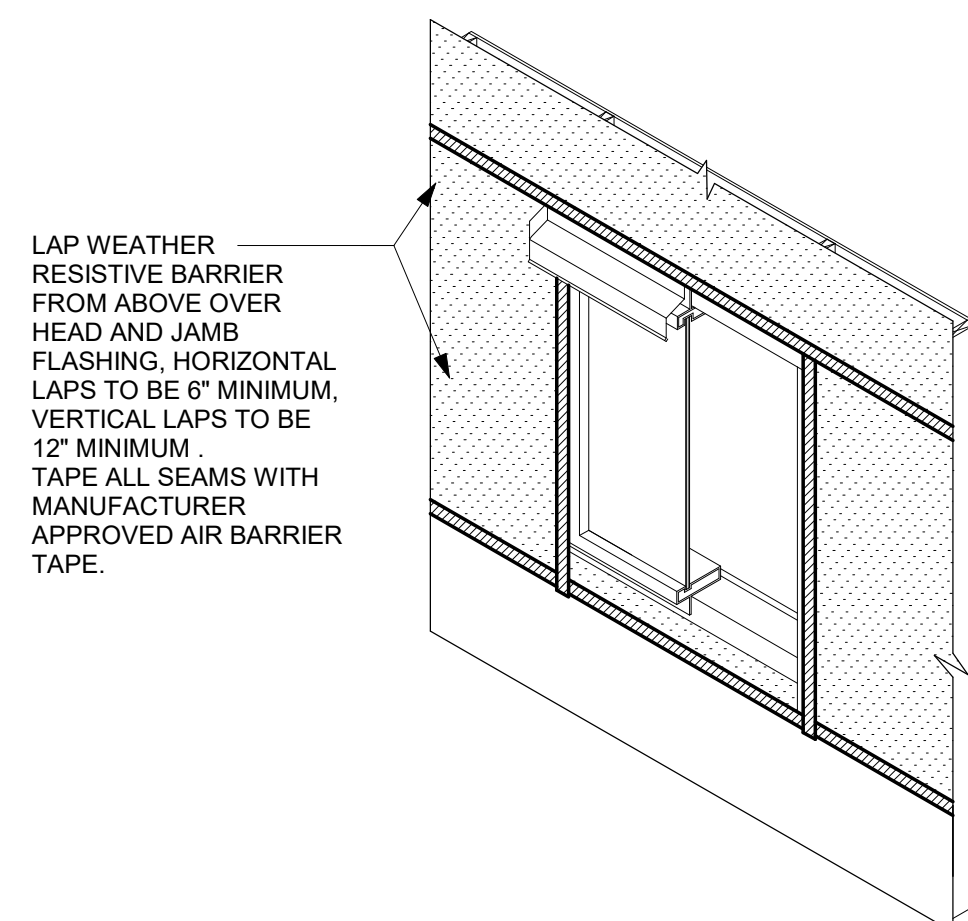 LAP WEATHER
RESISTIVE BARRIER
FROM ABOVE OVER
HEAD AND JAMB
FLASHING, HORIZONTAL
LAPS TO BE 6" MINIMUM,
VERTICAL LAPS TO BE
12" MINIMUM .
TAPE ALL SEAMS WITH
MANUFACTURER
APPROVED AIR BARRIER
TAPE.